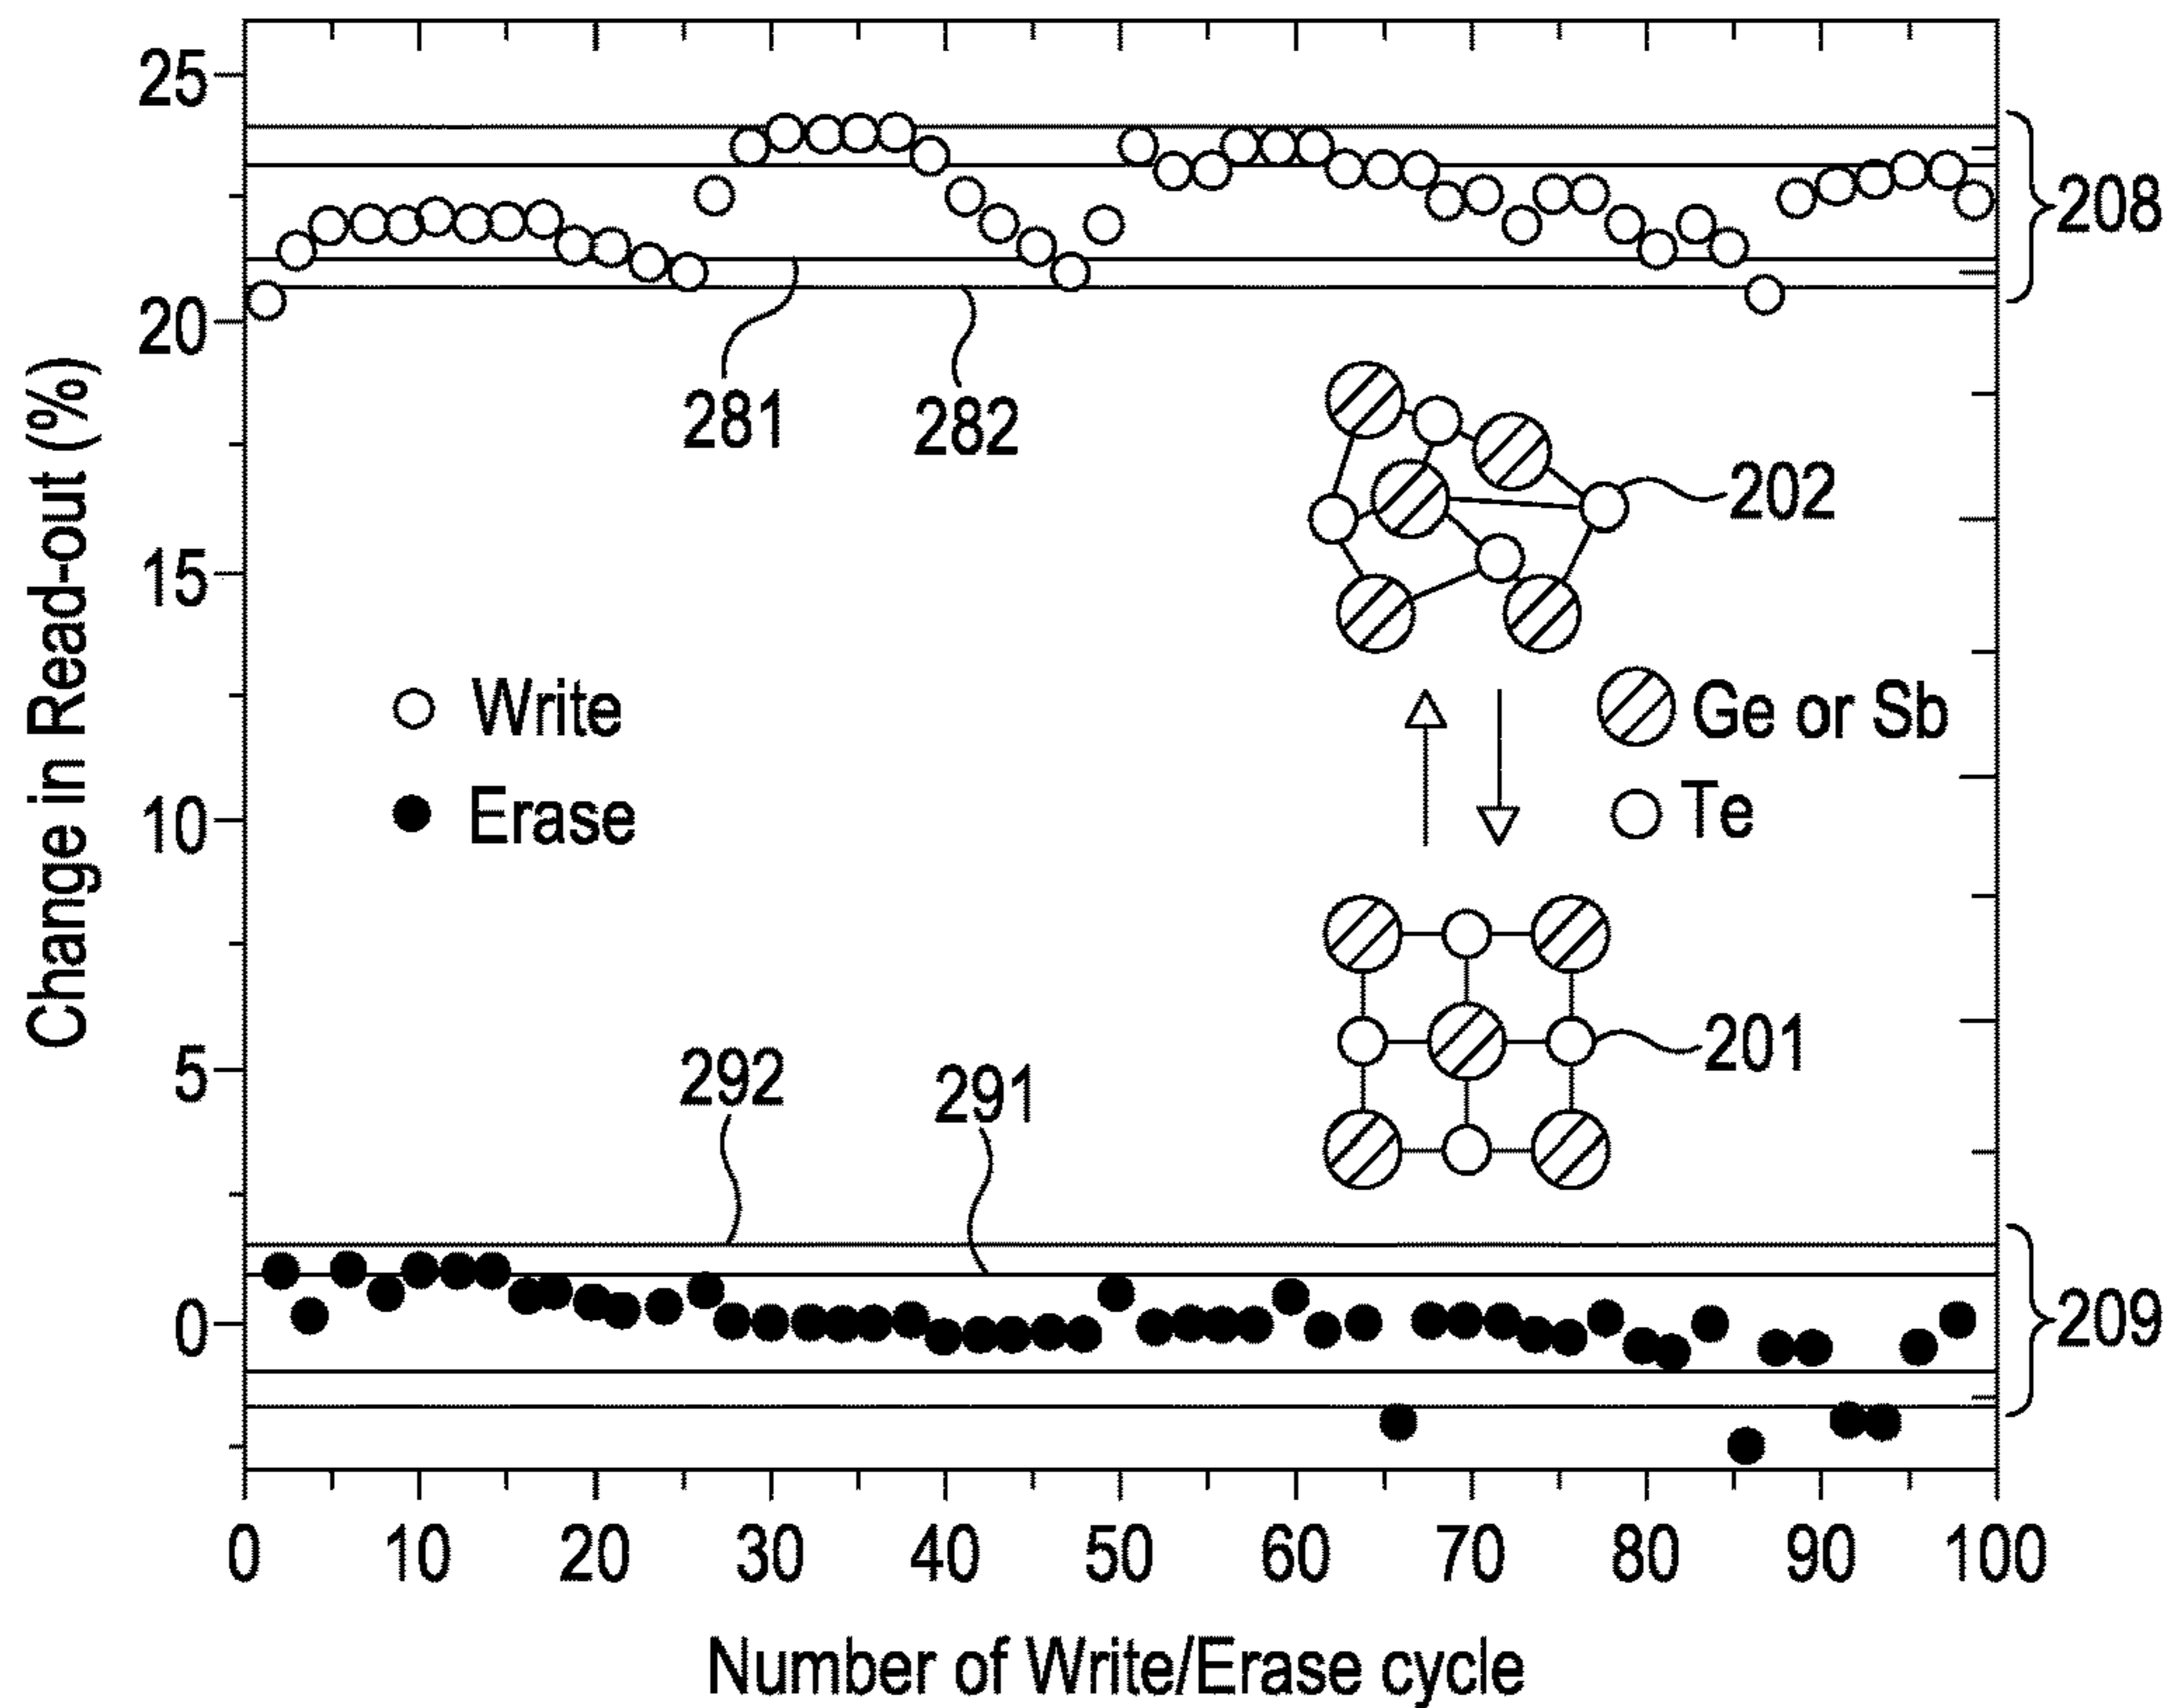 25
20
15
10
5
0
Change in Read-out (%)
208
281
282
202
Write
Erase
Ge or Sb
Te
201
292
291
209
0 10 20 30 40 50 60 70 80 90 100
Number of Write/Erase cycle